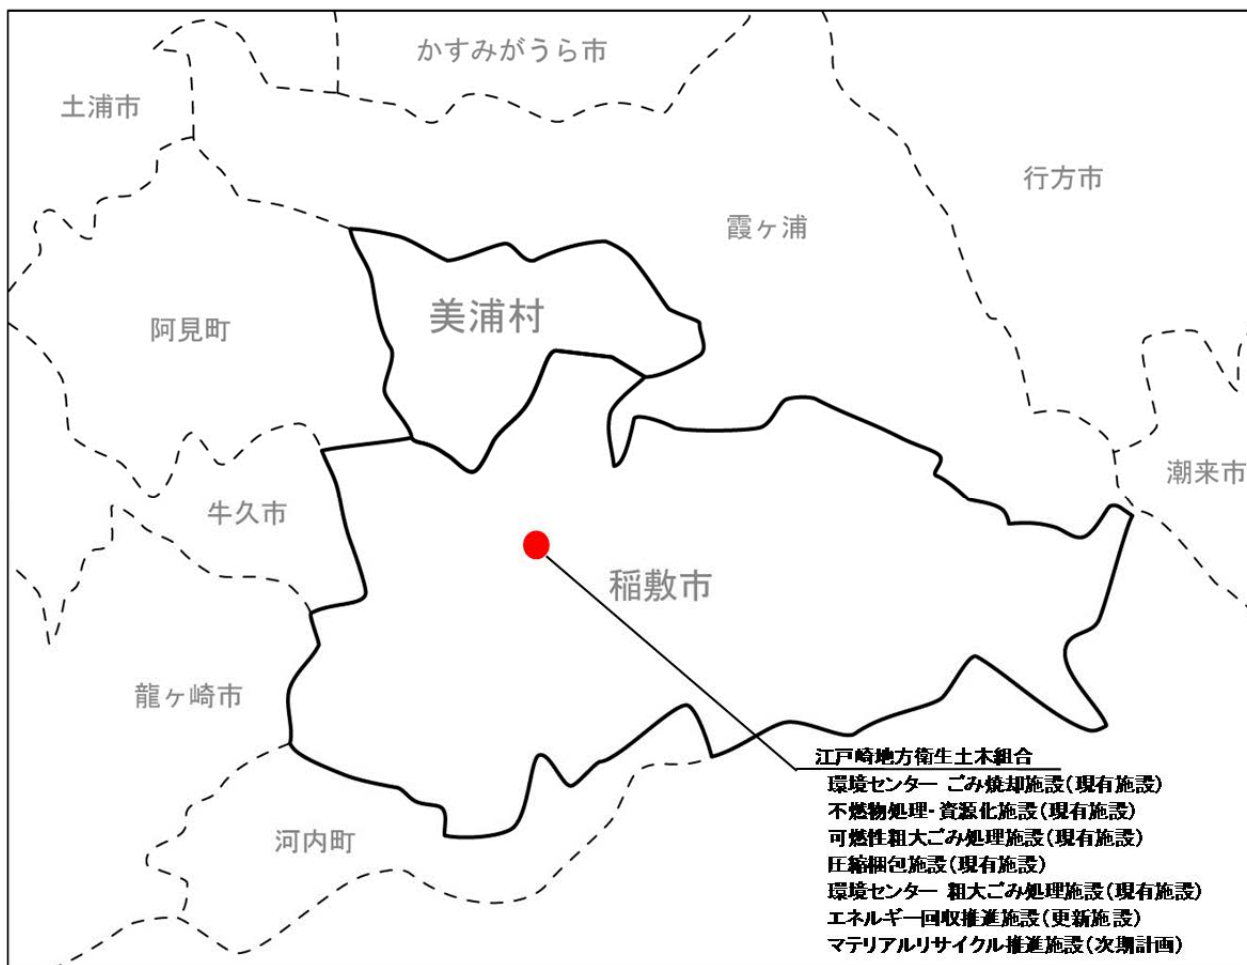 かすみがうら市
土浦市
行方市
霞ヶ浦
美浦村
阿見町
潮来市
牛久市
稲敷市
龍ヶ崎市
河内町
江戸崎地方衛生土木組合
環境センター ごみ焼却施設(現有施設)
不燃物処理・資源化施設(現有施設)
可燃性粗大ごみ処理施設(現有施設)
圧縮梱包施設(現有施設)
環境センター 粗大ごみ処理施設(現有施設)
エネルギー回収推進施設(更新施設)
マテリアルリサイクル推進施設(次期計画)